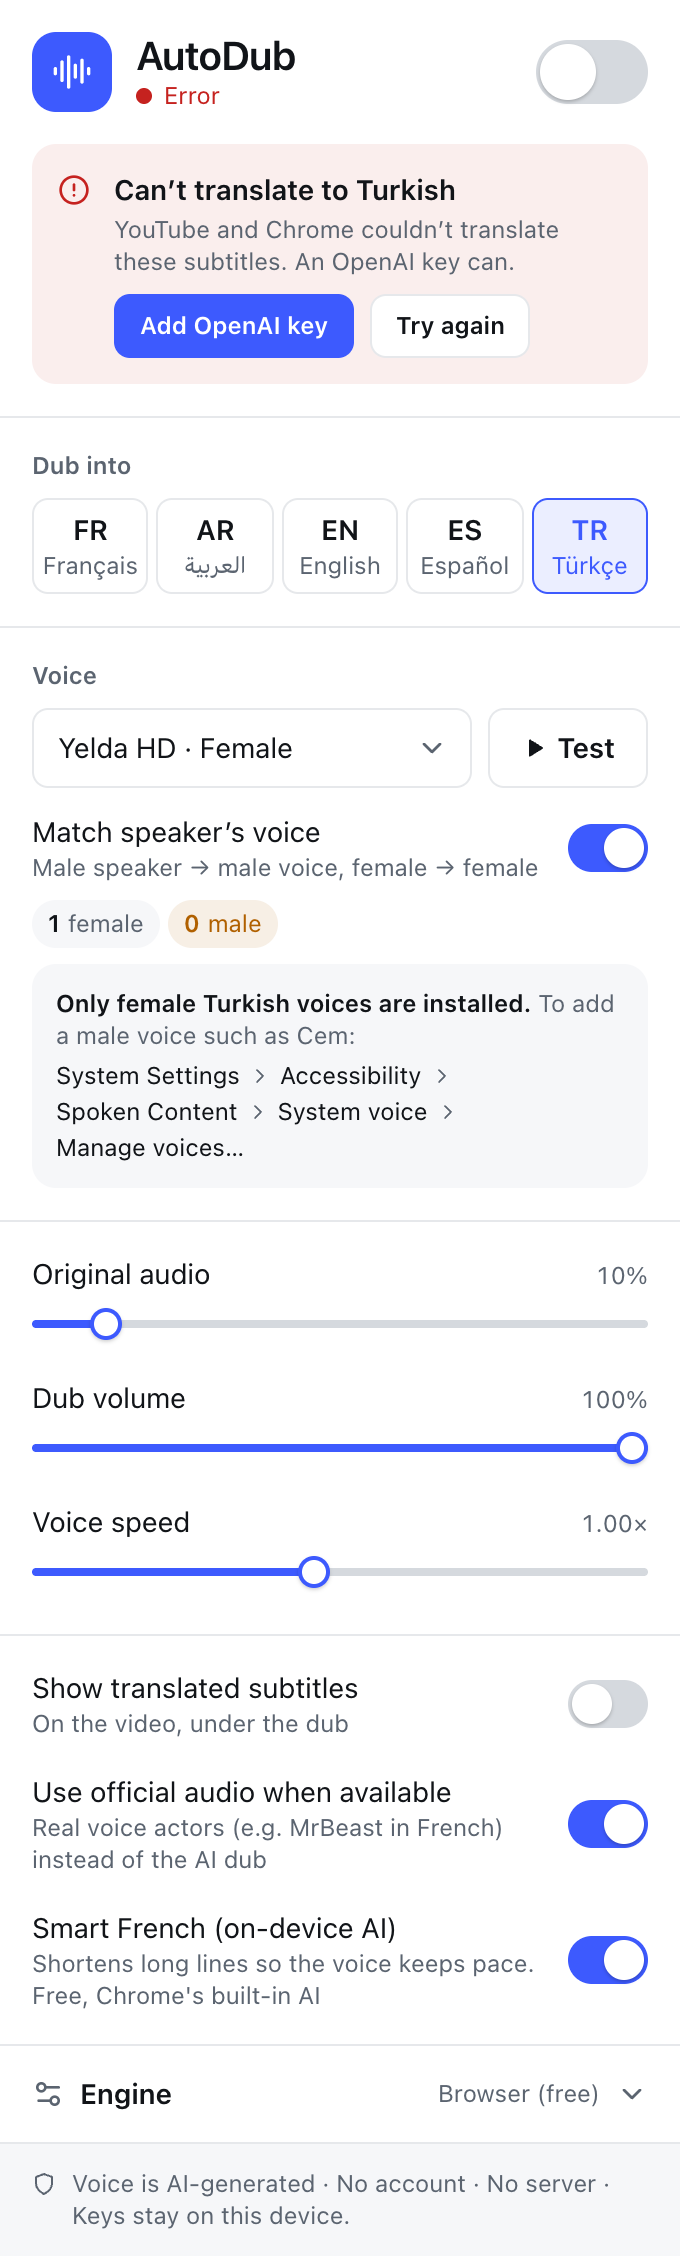 AutoDub
Error
Can’t translate to Turkish
YouTube and Chrome couldn’t translate
these subtitles. An OpenAI key can.
Add OpenAI key
Try again
Dub into
FR
Français
AR
العربية
EN
English
ES
Español
TR
Türkçe
Voice
Yelda HD · Female
Test
Match speaker’s voice
Male speaker → male voice, female → female
1 female
0 male
Only female Turkish voices are installed. To add
a male voice such as Cem:
System Settings > Accessibility >
Spoken Content > System voice >
Manage voices…
Original audio
10%
Dub volume
100%
Voice speed
1.00×
Show translated subtitles
On the video, under the dub
Use official audio when available
Real voice actors (e.g. MrBeast in French)
instead of the AI dub
Smart French (on-device AI)
Shortens long lines so the voice keeps pace.
Free, Chrome's built-in AI
Engine
Browser (free)
Voice is AI-generated · No account · No server ·
Keys stay on this device.